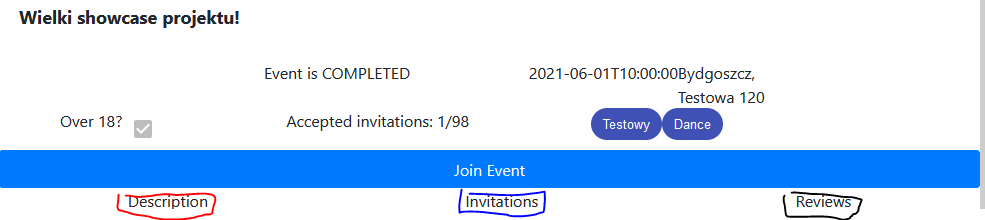 Wielki showcase projektu!
Event is COMPLETED 2021-06-01T10:00:00Bydgoszcz,
Testowa 120
Over 18? Accepted invitations: 1/98 Testowy Dance
Join Event
Description Invitations Reviews